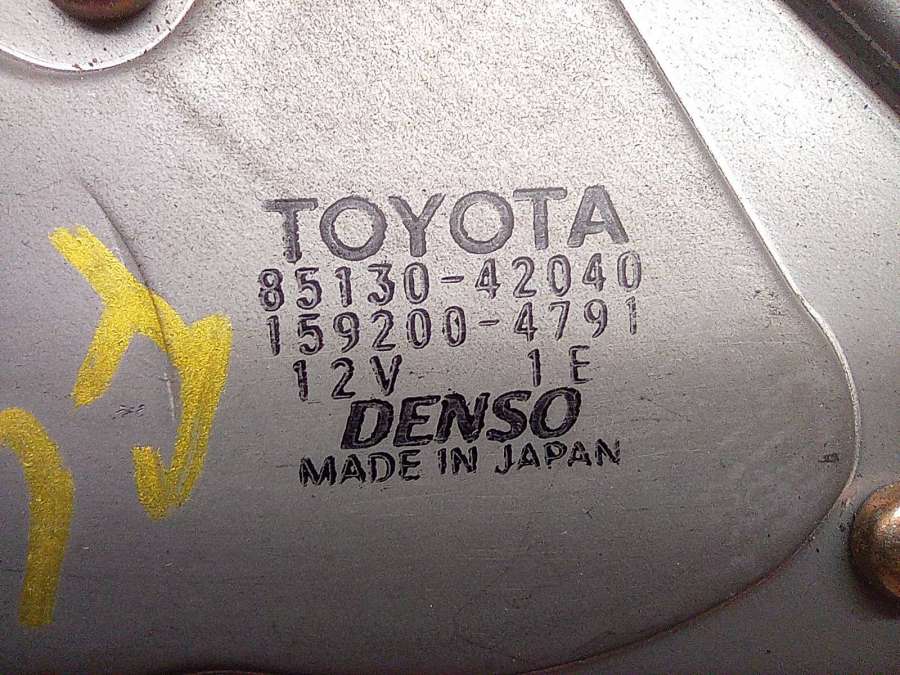 TOYOTA
85130-42040
159200-4791
12V 1E
DENSO
MADE IN JAPAN